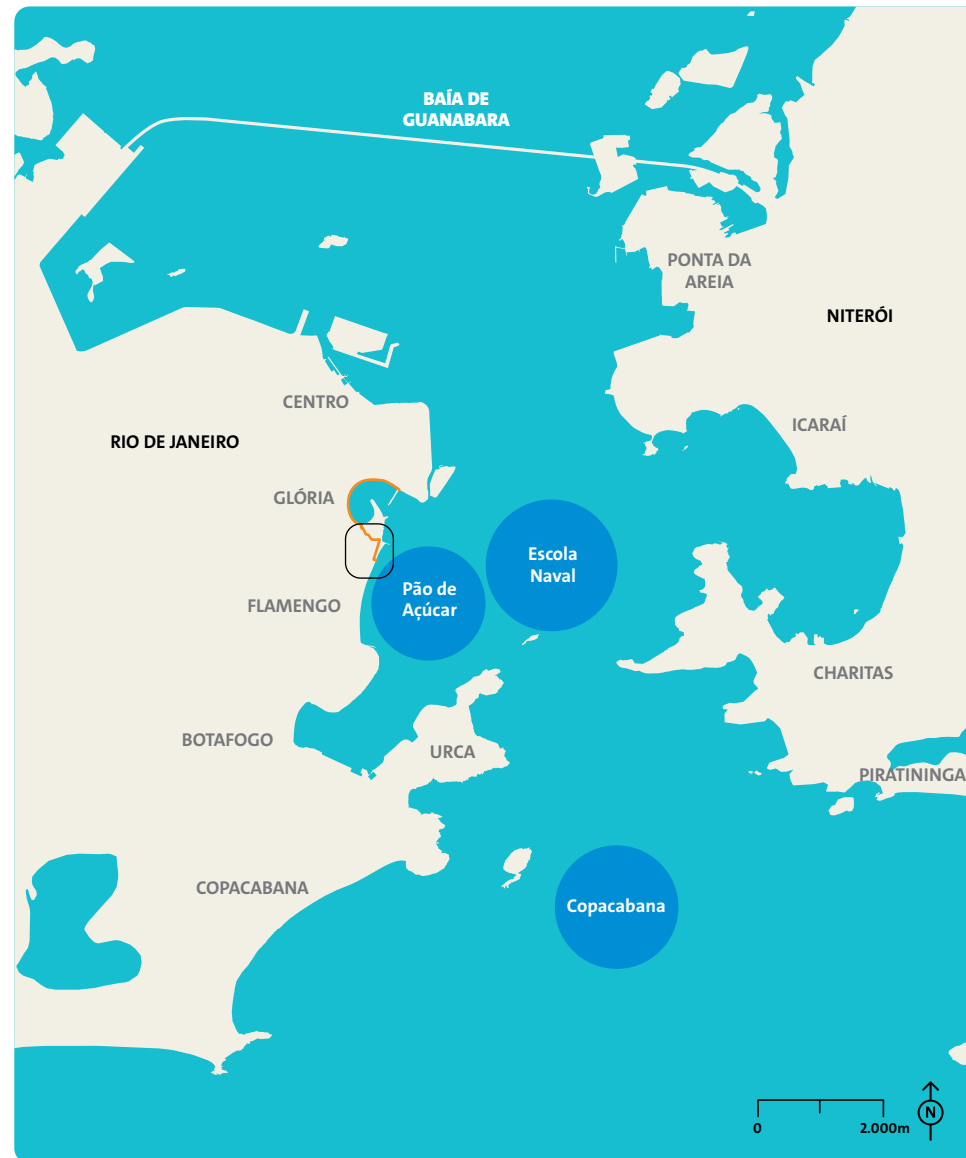 BAÍA DE
GUANABARA
PONTA DA
AREIA
NITERÓI
CENTRO
ICARAÍ
RIO DE JANEIRO
GLÓRIA
Escola
Naval
Pão de
Açúcar
FLAMENGO
CHARITAS
BOTAFOGO
URCA
PIRATININGA
COPACABANA
Copacabana
N
0
2.000m